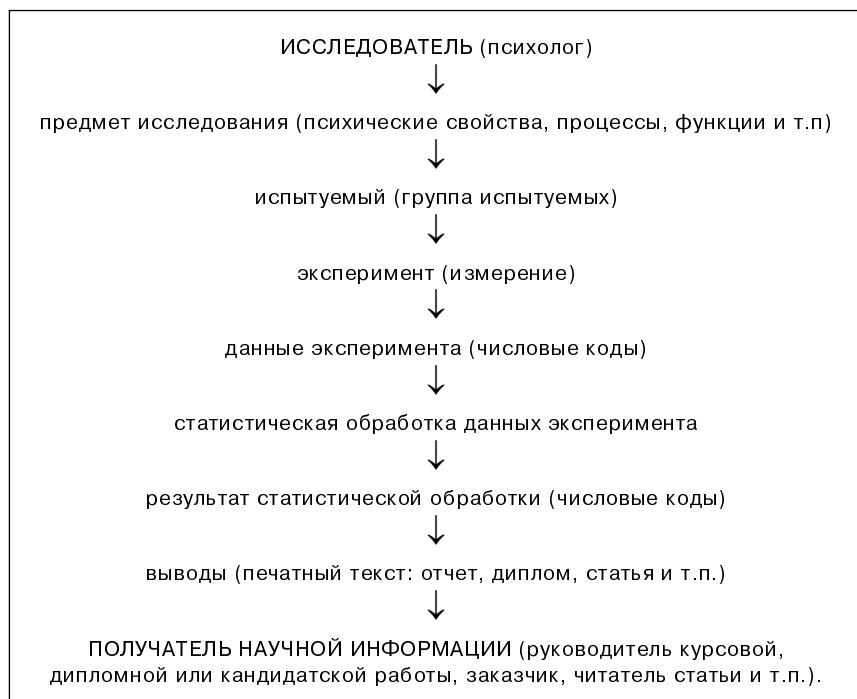 ИССЛЕДОВАТЕЛЬ (психолог)
предмет исследования (психические свойства, процессы, функции и т.п)
испытуемый (группа испытуемых)
эксперимент (измерение)
данные эксперимента (числовые коды)
статистическая обработка данных эксперимента
результат статистической обработки (числовые коды)
выводы (печатный текст: отчет, диплом, статья и т.п.)
ПОЛУЧАТЕЛЬ НАУЧНОЙ ИНФОРМАЦИИ (руководитель курсовой,
дипломной или кандидатской работы, заказчик, читатель статьи и т.п.).